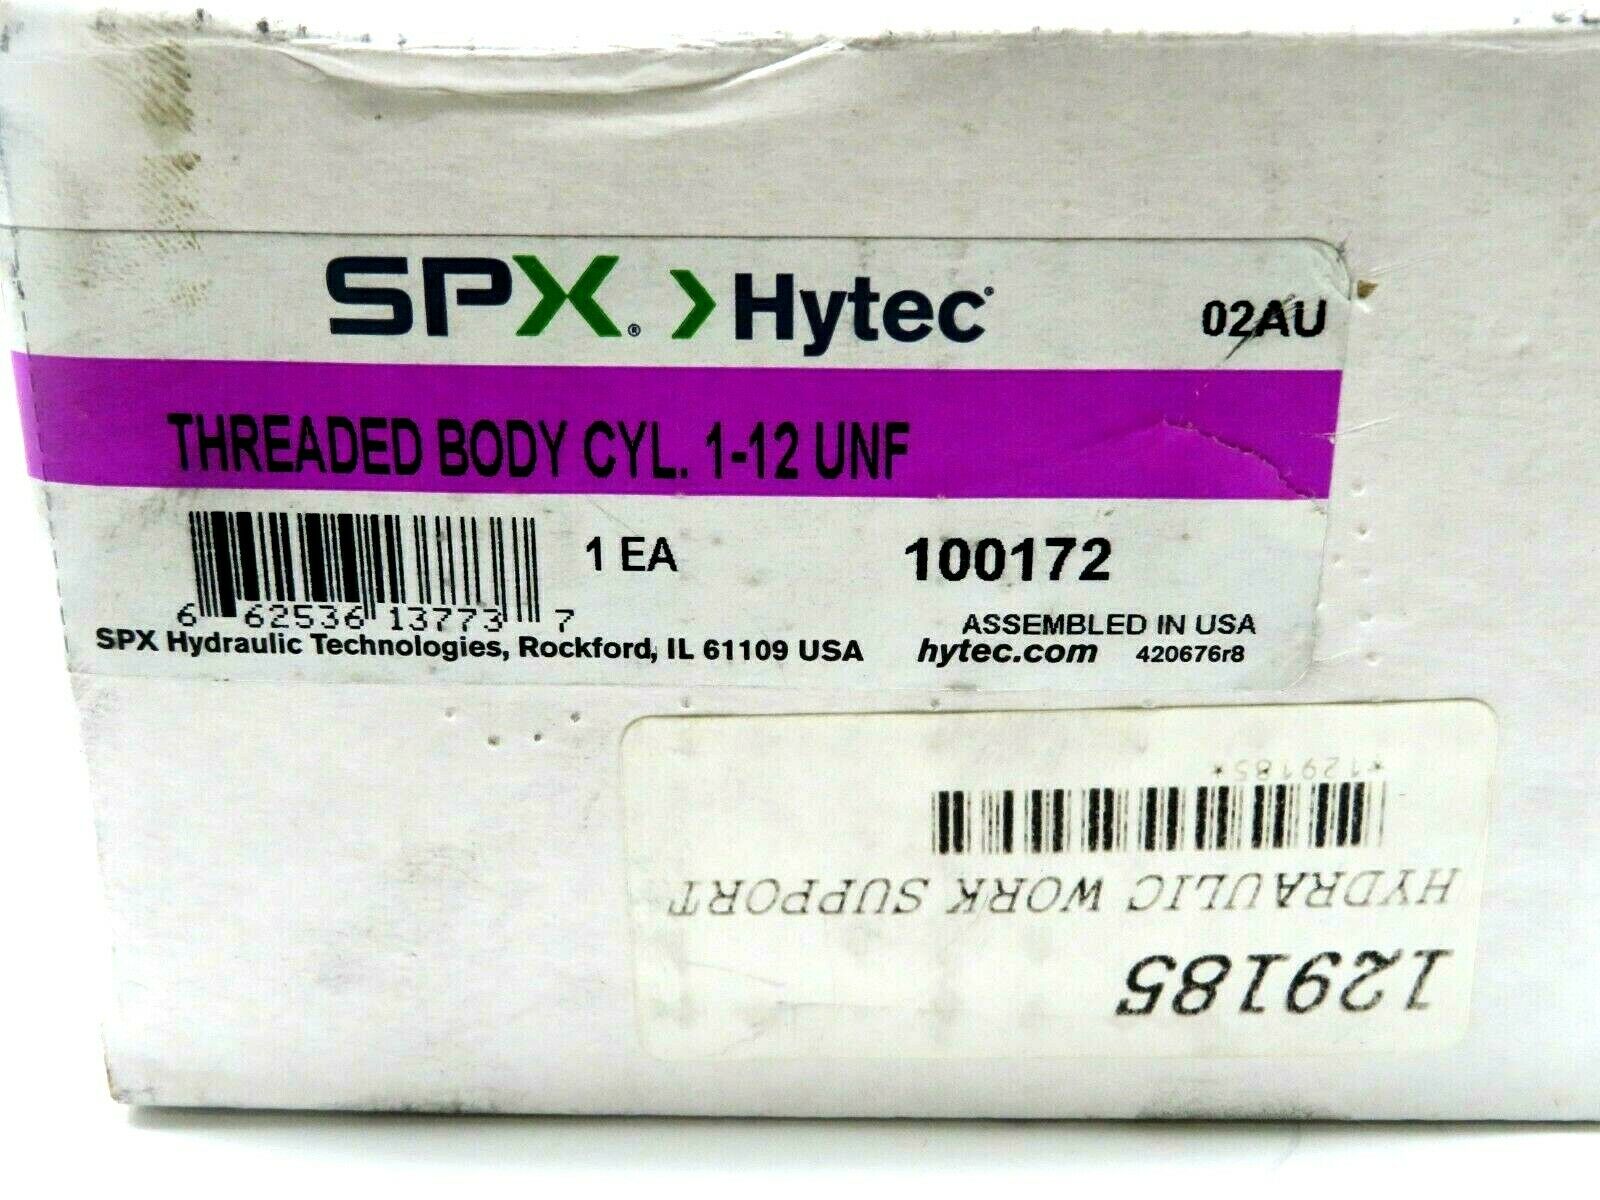 SPX® > Hytec®
02AU
THREADED BODY CYL. 1-12 UNF
1 EA
100172
6 62536 13773 7
ASSEMBLED IN USA
SPX Hydraulic Technologies, Rockford, IL 61109 USA
hytec.com 420676r8
129185
HYDRAULIC WORK SUPPORT
*129185*